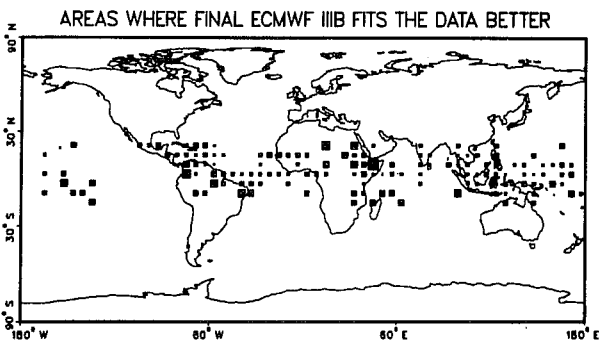 AREAS WHERE FINAL ECMWF IIIB FITS THE DATA BETTER
90° N
30° N
30° S
90° S
180° W
60° W
60° E
180° E